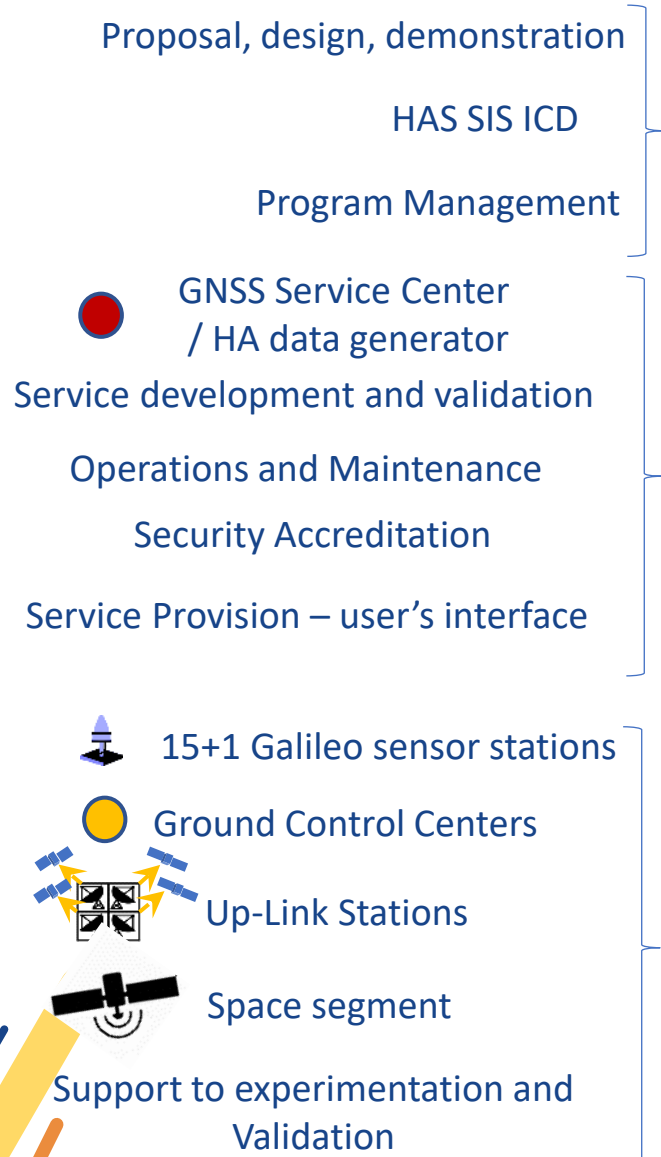 Proposal, design, demonstration
HAS SIS ICD
Program Management
GNSS Service Center
/ HA data generator
Service development and validation
Operations and Maintenance
Security Accreditation
Service Provision – user’s interface
15+1 Galileo sensor stations
Ground Control Centers
Up-Link Stations
Space segment
Support to experimentation and
Validation